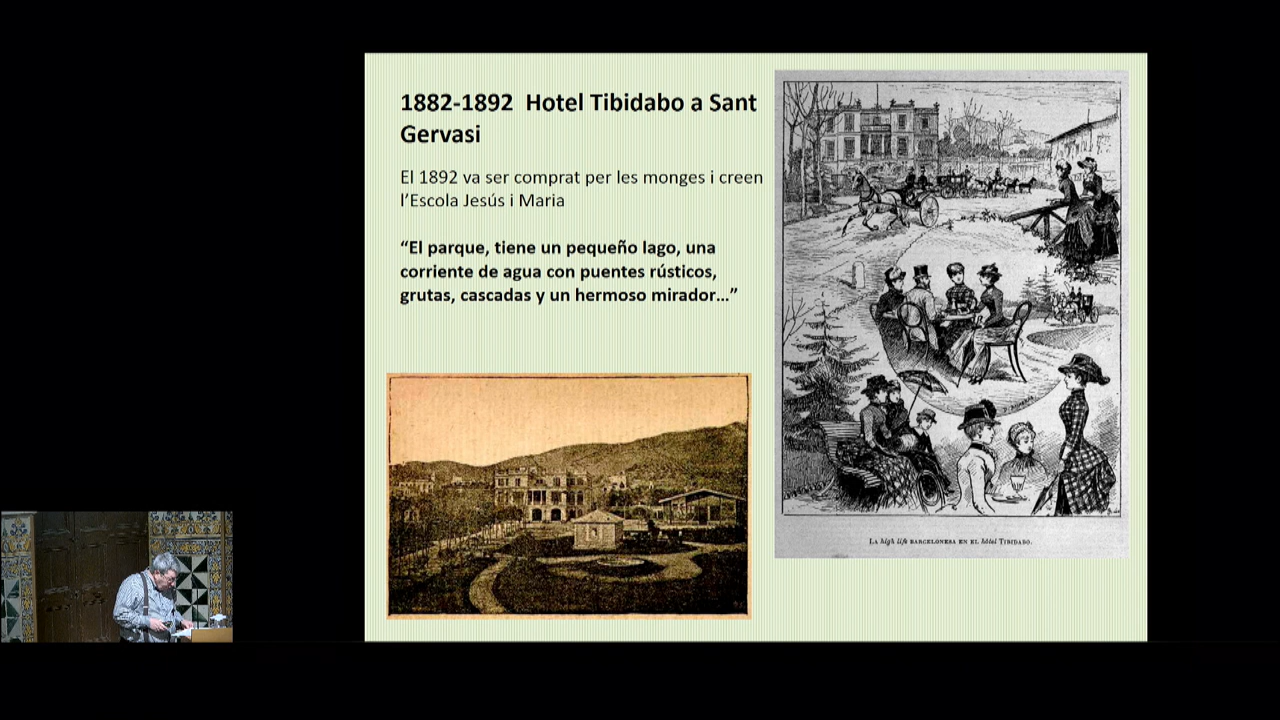 1882-1892 Hotel Tibidabo a Sant
Gervasi
El 1892 va ser comprat per les monges i creen
l’Escola Jesús i Maria
“El parque, tiene un pequeño lago, una
corriente de agua con puentes rústicos,
grutas, cascadas y un hermoso mirador…”
La high life barcelonesa en el hôtel Tibidabo.